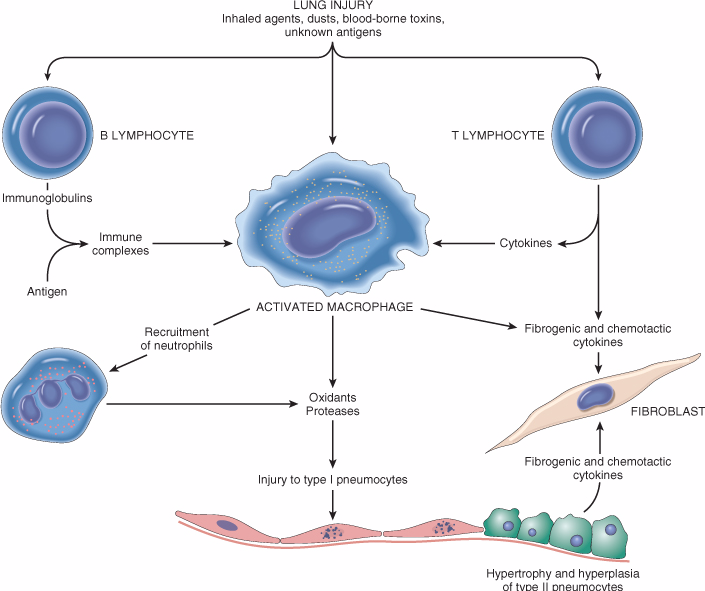 LUNG INJURY
Inhaled agents, dusts, blood-borne toxins,
unknown antigens
B LYMPHOCYTE
T LYMPHOCYTE
Immunoglobulins
Immune
complexes
Cytokines
Antigen
ACTIVATED MACROPHAGE
Recruitment
of neutrophils
Fibrogenic and chemotactic
cytokines
Oxidants
Proteases
FIBROBLAST
Fibrogenic and chemotactic
cytokines
Injury to type I pneumocytes
Hypertrophy and hyperplasia
of type II pneumocytes